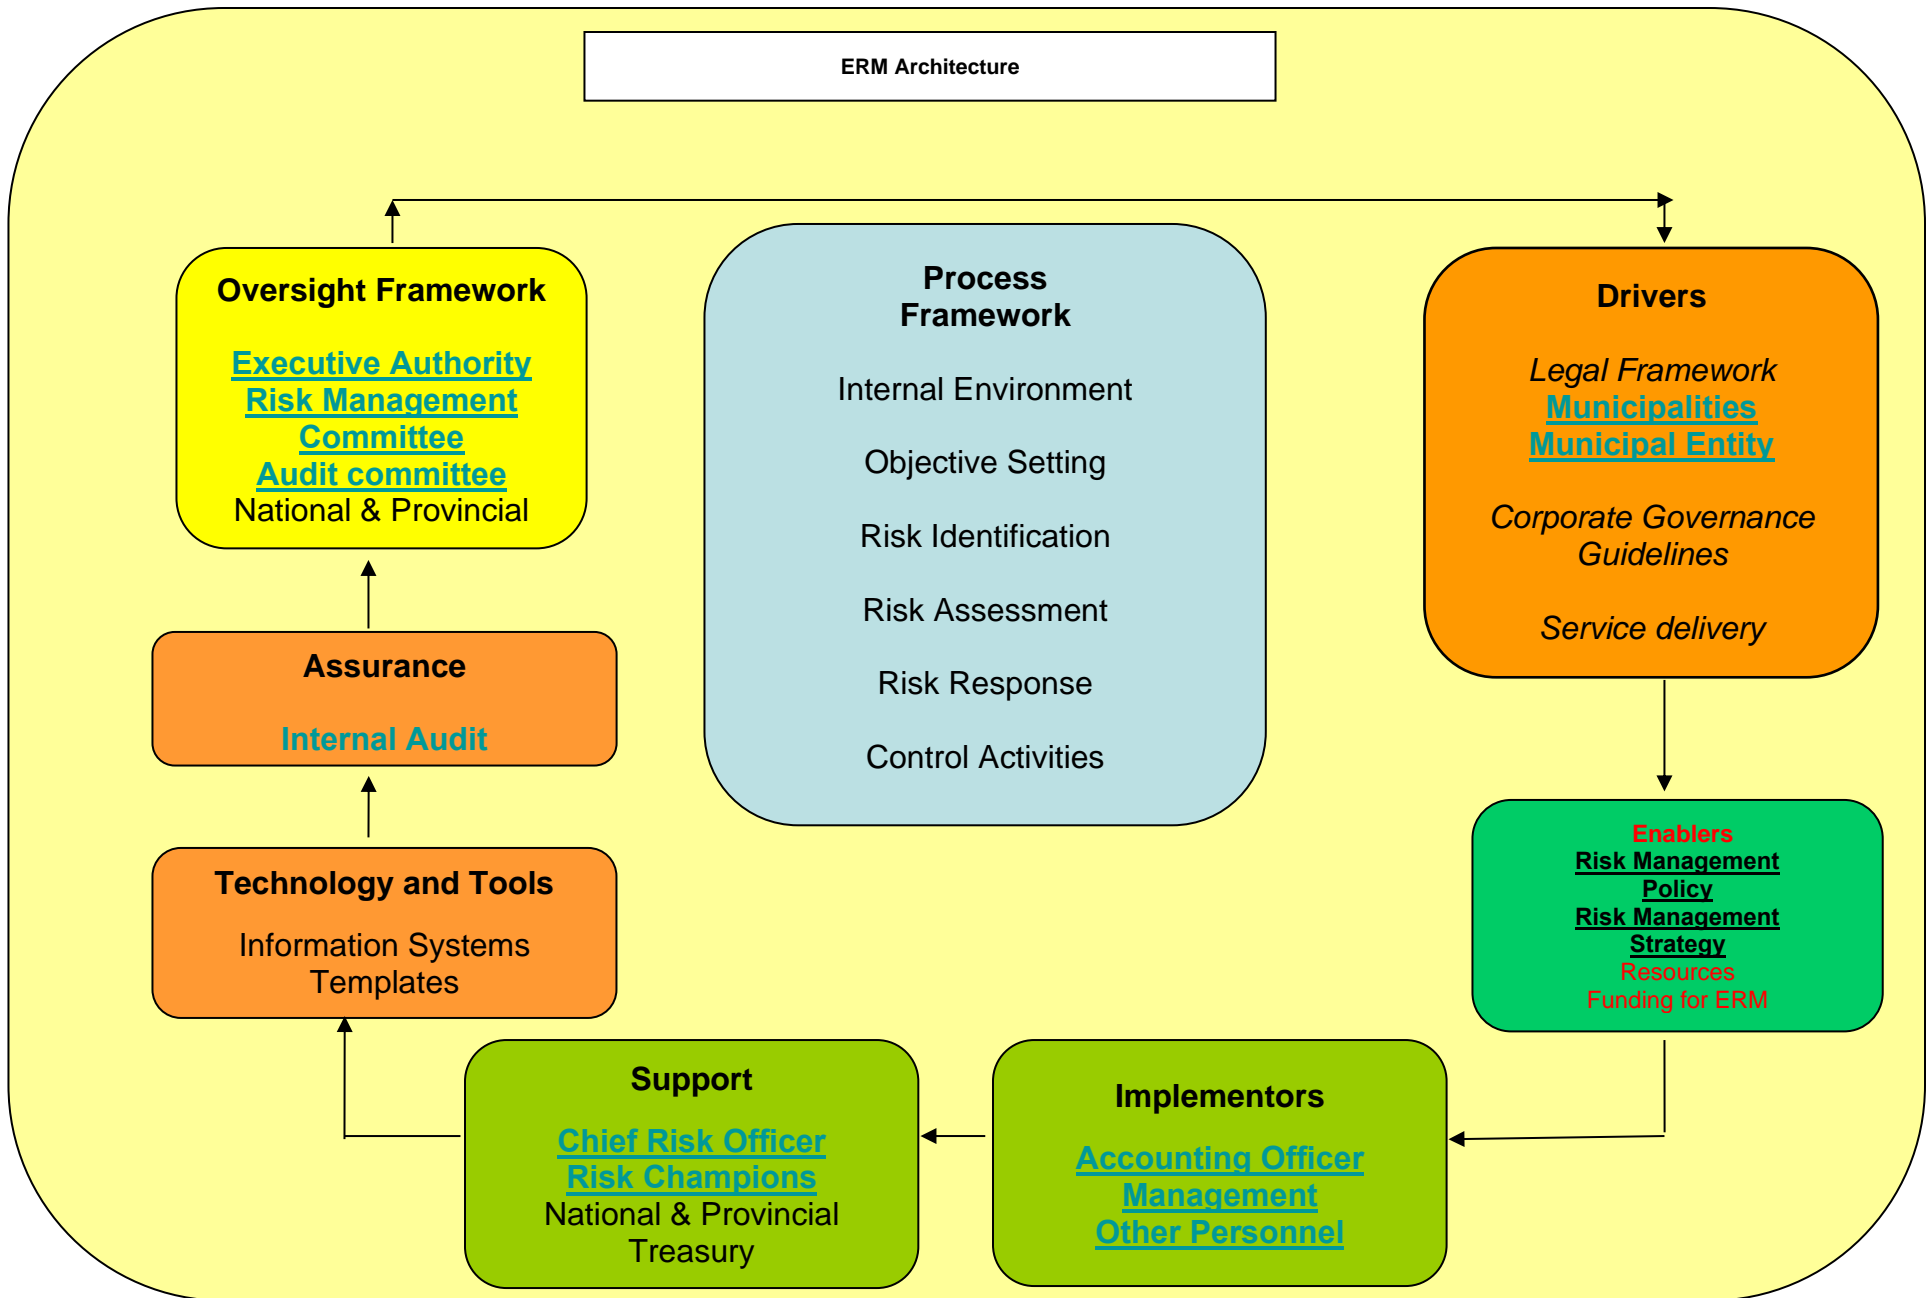 ERM Architecture
Oversight Framework
Executive Authority
Risk Management
Committee
Audit committee
National & Provincial
Process
Framework
Internal Environment
Objective Setting
Risk Identification
Risk Assessment
Risk Response
Control Activities
Drivers
Legal Framework
Municipalities
Municipal Entity
Corporate Governance
Guidelines
Service delivery
Assurance
Internal Audit
Technology and Tools
Information Systems
Templates
Enablers
Risk Management
Policy
Risk Management
Strategy
Resources
Funding for ERM
Support
Chief Risk Officer
Risk Champions
National & Provincial
Treasury
Implementors
Accounting Officer
Management
Other Personnel